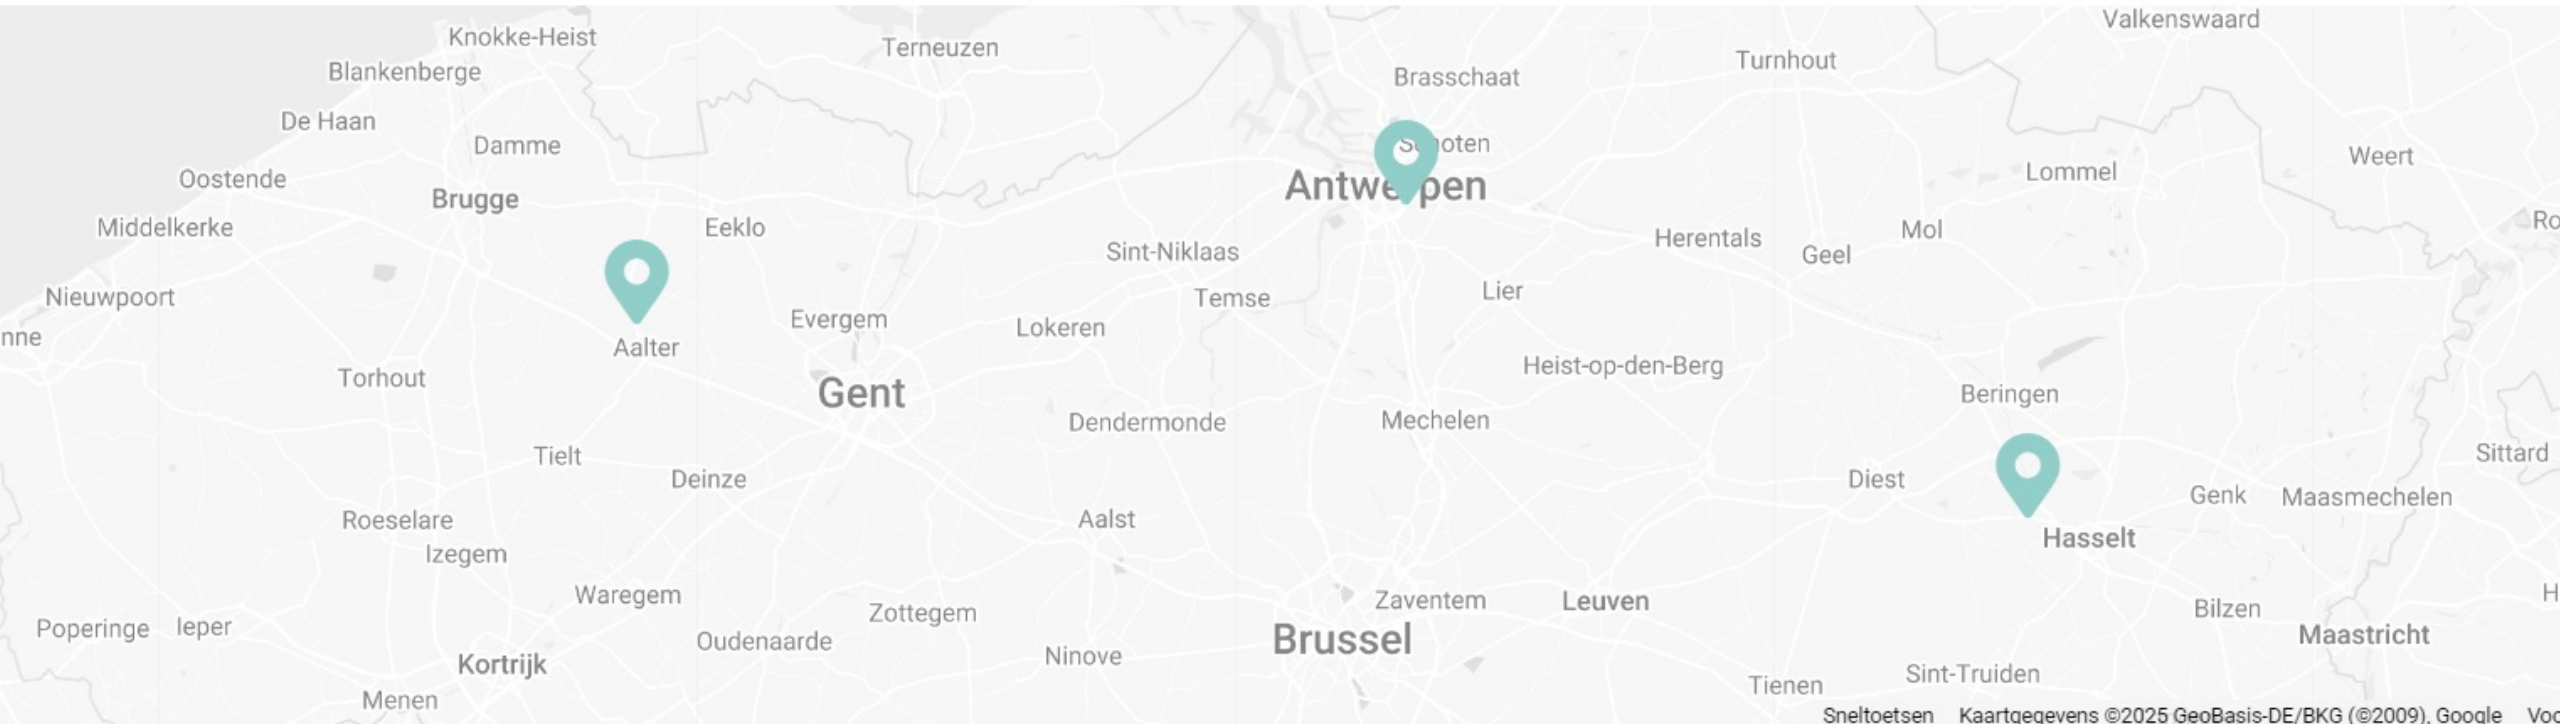 Valkenswaard
Knokke-Heist
Terneuzen
Turnhout
Blankenberge
Brasschaat
De Haan
Damme
Schoten
Weert
Lommel
Oostende
Antwerpen
Brugge
Middelkerke
Eeklo
Mol
Herentals
Sint-Niklaas
Geel
Nieuwpoort
Temse
Lier
Evergem
Lokeren
nne
Aalter
Heist-op-den-Berg
Torhout
Gent
Beringen
Dendermonde
Mechelen
Tielt
Sittard
Deinze
Diest
Genk
Maasmechelen
Roeselare
Aalst
Hasselt
Izegem
Waregem
Zaventem
Leuven
Bilzen
Zottegem
Poperinge
Ieper
Oudenaarde
Brussel
Maastricht
Ninove
Kortrijk
Sint-Truiden
Tienen
Menen
Sneltoetsen
Kaartgegevens ©2025 GeoBasis-DE/BKG (©2009), Google